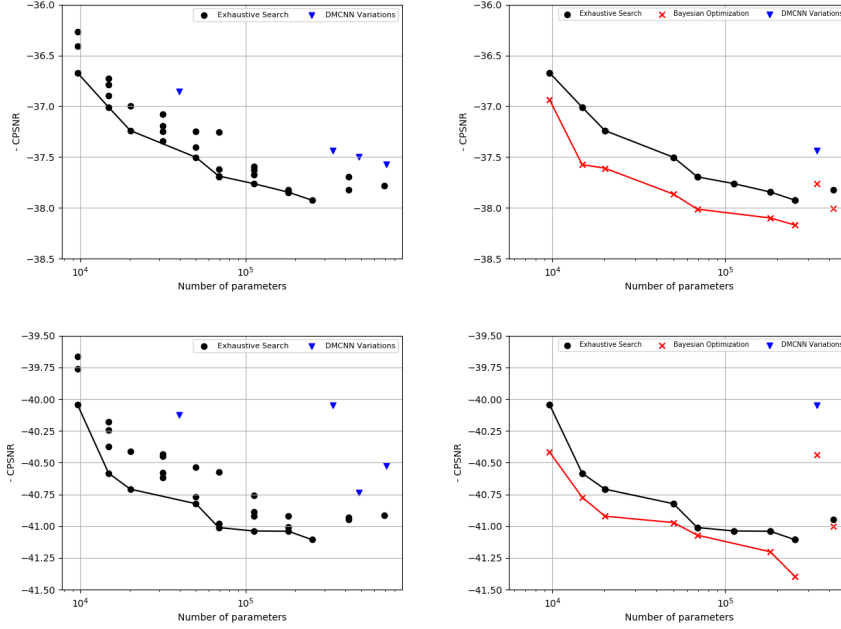 −36.0
Exhaustive Search
DMCNN Variations
−36.5
−37.0
−37.5
−38.0
−38.5
- CPSNR
10⁴
10⁵
Number of parameters
−36.0
Exhaustive Search
Bayesian Optimization
DMCNN Variations
−36.5
−37.0
−37.5
−38.0
−38.5
- CPSNR
10⁴
10⁵
Number of parameters
−39.50
Exhaustive Search
DMCNN Variations
−39.75
−40.00
−40.25
−40.50
−40.75
−41.00
−41.25
−41.50
- CPSNR
10⁴
10⁵
Number of parameters
−39.50
Exhaustive Search
Bayesian Optimization
DMCNN Variations
−39.75
−40.00
−40.25
−40.50
−40.75
−41.00
−41.25
−41.50
- CPSNR
10⁴
10⁵
Number of parameters